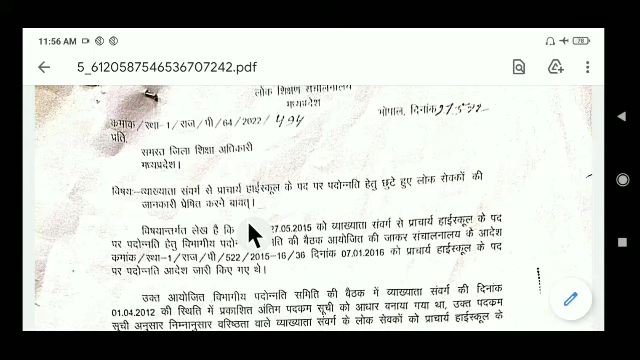 11:56 AM
78
5_6120587546536707242.pdf
लोक शिक्षण संचालनालय
मध्यप्रदेश
भोपाल, दिनांक
क्रमांक/स्था-1/राज/पी/64/2022/494
प्रति,
समस्त जिला शिक्षा अधिकारी
मध्यप्रदेश।
विषयः-व्याख्याता संवर्ग से प्राचार्य हाईस्कूल के पद पर पदोन्नति हेतु छुटे हुए लोक सेवकों की
जानकारी प्रेषित करने बाबत्।
विषयान्तर्गत लेख है कि 27.05.2015 को व्याख्याता संवर्ग से प्राचार्य हाईस्कूल के पद
पर पदोन्नति हेतु विभागीय की बैठक आयोजित की जाकर संचालनालय के आदेश
क्रमांक/स्था-1/राज/पी/522/2015-16/36 दिनांक 07.01.2016 को प्राचार्य हाईस्कूल के पद
पर पदोन्नति आदेश जारी किए गए थे।
उक्त आयोजित विभागीय पदोन्नति समिति की बैठक में व्याख्याता संवर्ग की दिनांक
01.04.2012 की स्थिति में प्रकाशित अंतिम पदक्रम सूची को आधार बनाया गया था, उक्त पदक्रम
सूची अनुसार निम्नानुसार वरिष्ठता वाले व्याख्याता संवर्ग के लोक सेवकों को प्राचार्य हाईस्कूल के